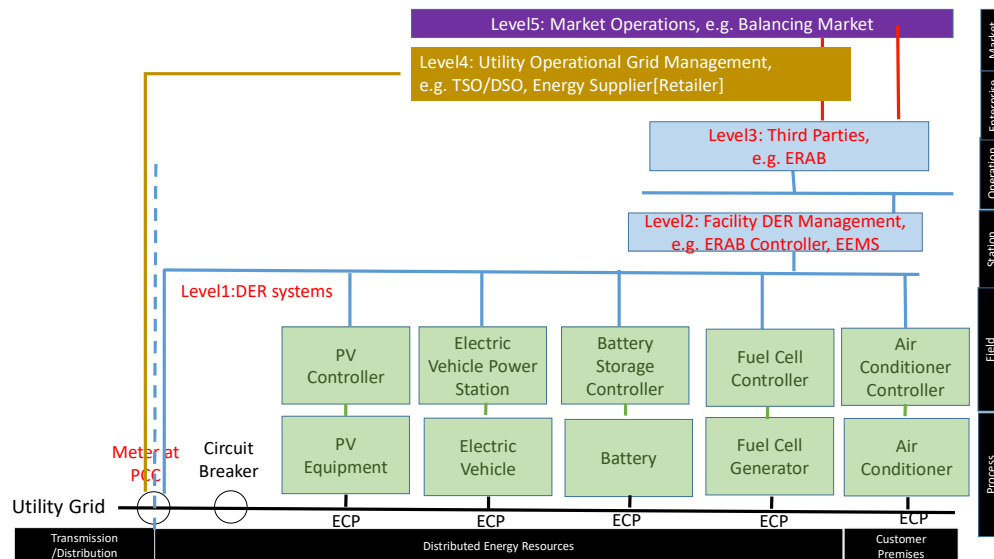 Level5: Market Operations, e.g. Balancing Market
Level4: Utility Operational Grid Management,
e.g. TSO/DSO, Energy Supplier[Retailer]
Level3: Third Parties,
e.g. ERAB
Level2: Facility DER Management,
e.g. ERAB Controller, EEMS
Level1:DER systems
PV
Controller
Electric
Vehicle Power
Station
Battery
Storage
Controller
Fuel Cell
Controller
Air
Conditioner
Controller
PV
Equipment
Electric
Vehicle
Battery
Fuel Cell
Generator
Air
Conditioner
Meter at
PCC
Circuit
Breaker
Utility Grid
ECP
ECP
ECP
ECP
ECP
Transmission
/Distribution
Distributed Energy Resources
Customer
Premises
Market
Enterprise
Operation
Station
Field
Process